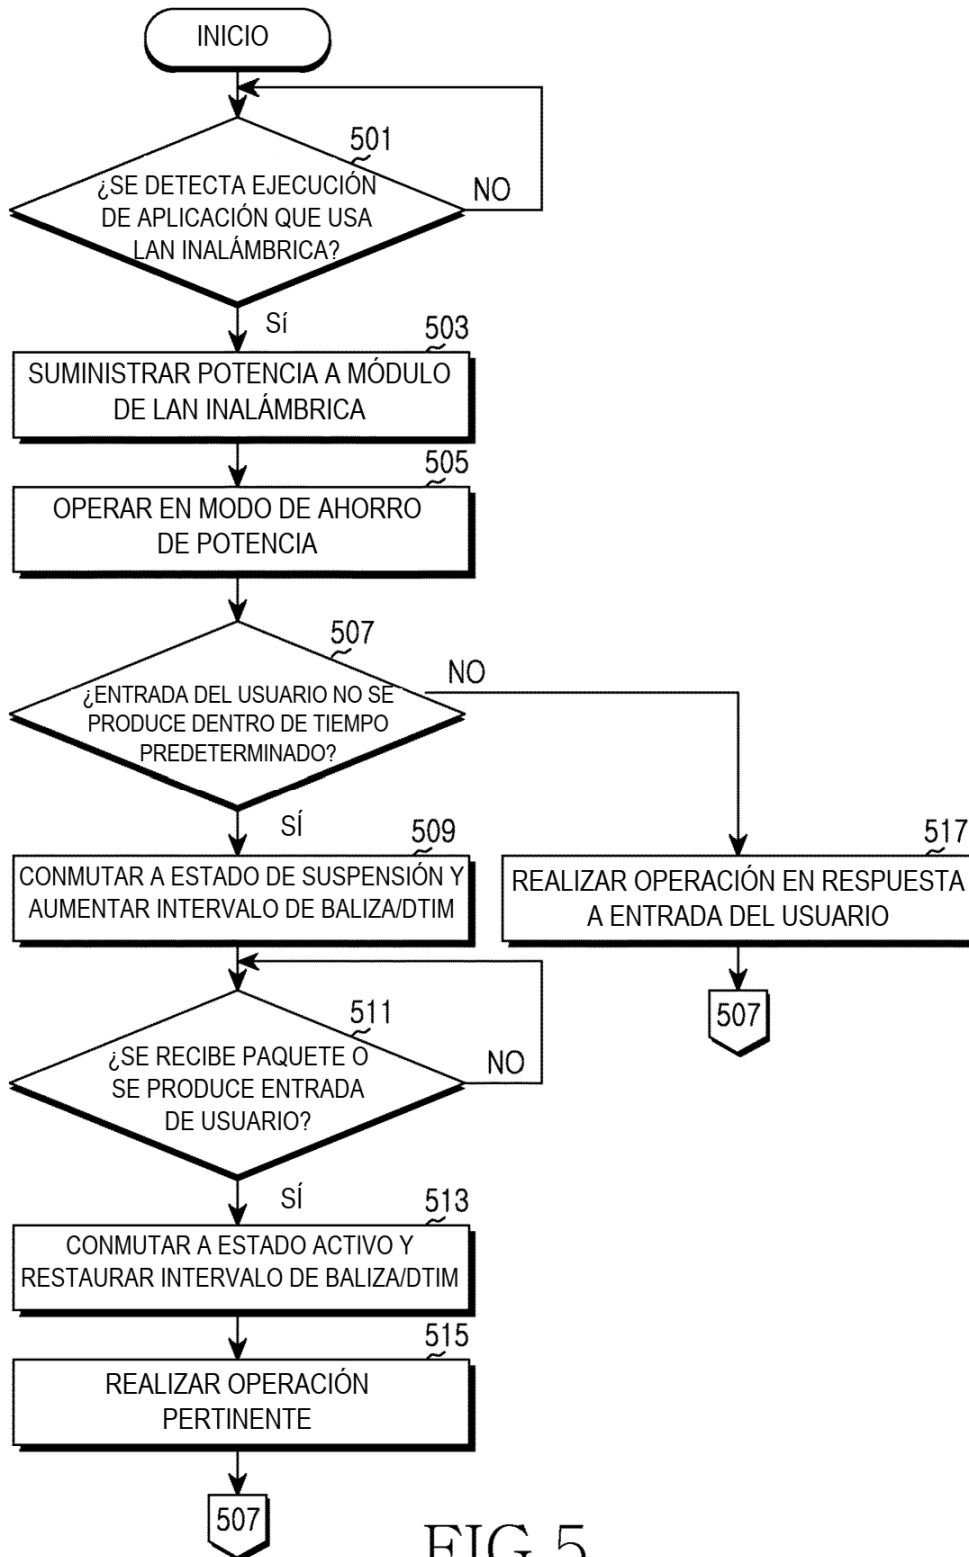 INICIO
501
¿SE DETECTA EJECUCIÓN
DE APLICACIÓN QUE USA
LAN INALÁMBRICA?
NO
SÍ
503
SUMINISTRAR POTENCIA A MÓDULO
DE LAN INALÁMBRICA
505
OPERAR EN MODO DE AHORRO
DE POTENCIA
507
¿ENTRADA DEL USUARIO NO SE
PRODUCE DENTRO DE TIEMPO
PREDETERMINADO?
NO
SÍ
509
CONMUTAR A ESTADO DE SUSPENSIÓN Y
AUMENTAR INTERVALO DE BALIZA/DTIM
517
REALIZAR OPERACIÓN EN RESPUESTA
A ENTRADA DEL USUARIO
507
511
¿SE RECIBE PAQUETE O
SE PRODUCE ENTRADA
DE USUARIO?
NO
SÍ
513
CONMUTAR A ESTADO ACTIVO Y
RESTAURAR INTERVALO DE BALIZA/DTIM
515
REALIZAR OPERACIÓN
PERTINENTE
507
FIG.5